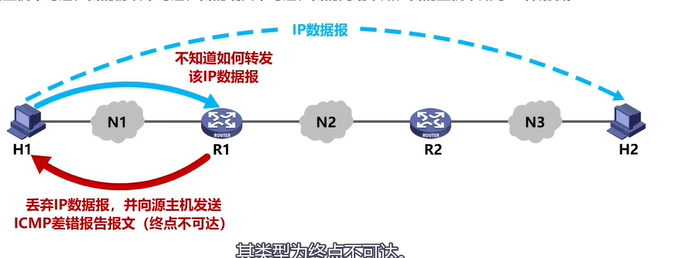 IP数据报
不知道如何转发
该IP数据报
N1
N2
N3
ROUTER
ROUTER
H1
R1
R2
H2
丢弃IP数据报，并向源主机发送
ICMP差错报告报文（终点不可达）
其类型为终点不可达。